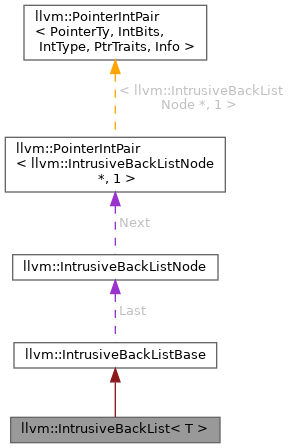 llvm::PointerIntPair
< PointerTy, IntBits,
IntType, PtrTraits, Info >
< llvm::IntrusiveBackList
Node *, 1 >
llvm::PointerIntPair
< llvm::IntrusiveBackListNode
*, 1 >
Next
llvm::IntrusiveBackListNode
Last
llvm::IntrusiveBackListBase
llvm::IntrusiveBackList< T >